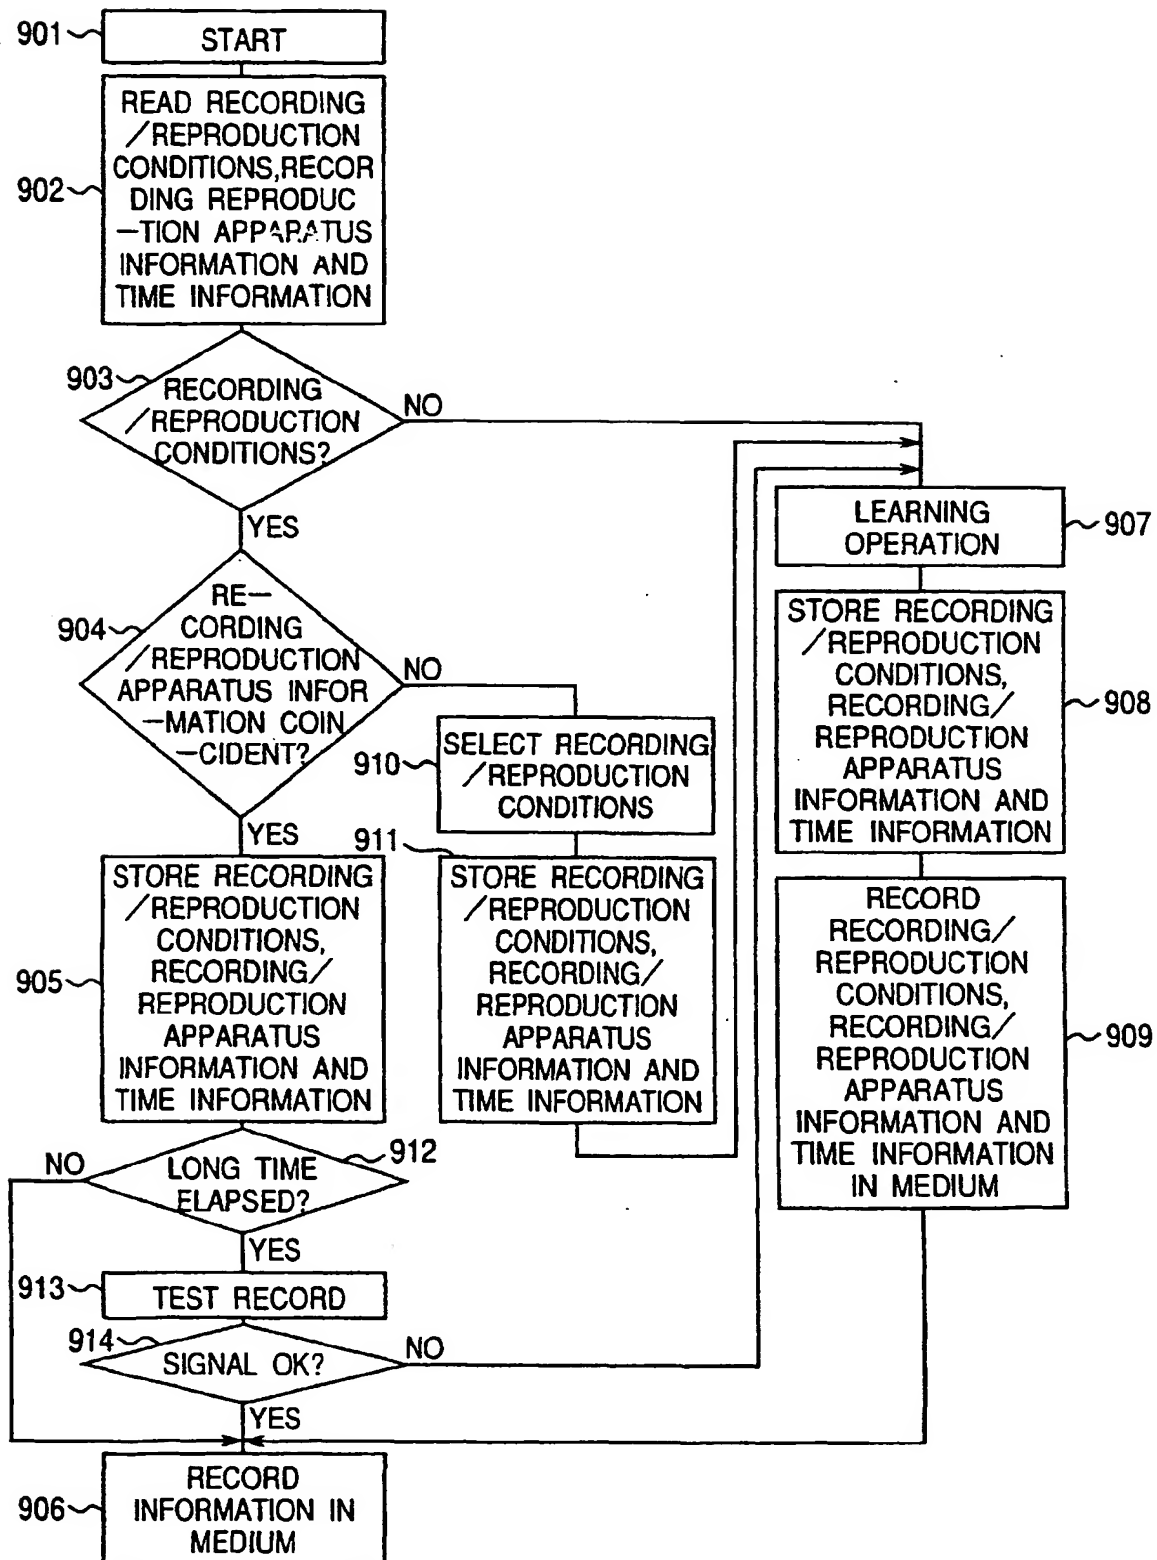 901
START
902
READ RECORDING
/REPRODUCTION
CONDITIONS,RECOR
DING REPRODUC
-TION APPARATUS
INFORMATION AND
TIME INFORMATION
903
RECORDING
/REPRODUCTION
CONDITIONS?
NO
YES
904
RE-
CORDING
/REPRODUCTION
APPARATUS INFOR
-MATION COIN
-CIDENT?
NO
YES
905
STORE RECORDING
/REPRODUCTION
CONDITIONS,
RECORDING/
REPRODUCTION
APPARATUS
INFORMATION AND
TIME INFORMATION
910
SELECT RECORDING
/REPRODUCTION
CONDITIONS
911
STORE RECORDING
/REPRODUCTION
CONDITIONS,
RECORDING/
REPRODUCTION
APPARATUS
INFORMATION AND
TIME INFORMATION
LEARNING
OPERATION
907
STORE RECORDING
/REPRODUCTION
CONDITIONS,
RECORDING/
REPRODUCTION
APPARATUS
INFORMATION AND
TIME INFORMATION
908
RECORD
RECORDING/
REPRODUCTION
CONDITIONS,
RECORDING/
REPRODUCTION
APPARATUS
INFORMATION AND
TIME INFORMATION
IN MEDIUM
909
NO
LONG TIME
ELAPSED?
912
YES
913
TEST RECORD
914
SIGNAL OK?
NO
YES
906
RECORD
INFORMATION IN
MEDIUM